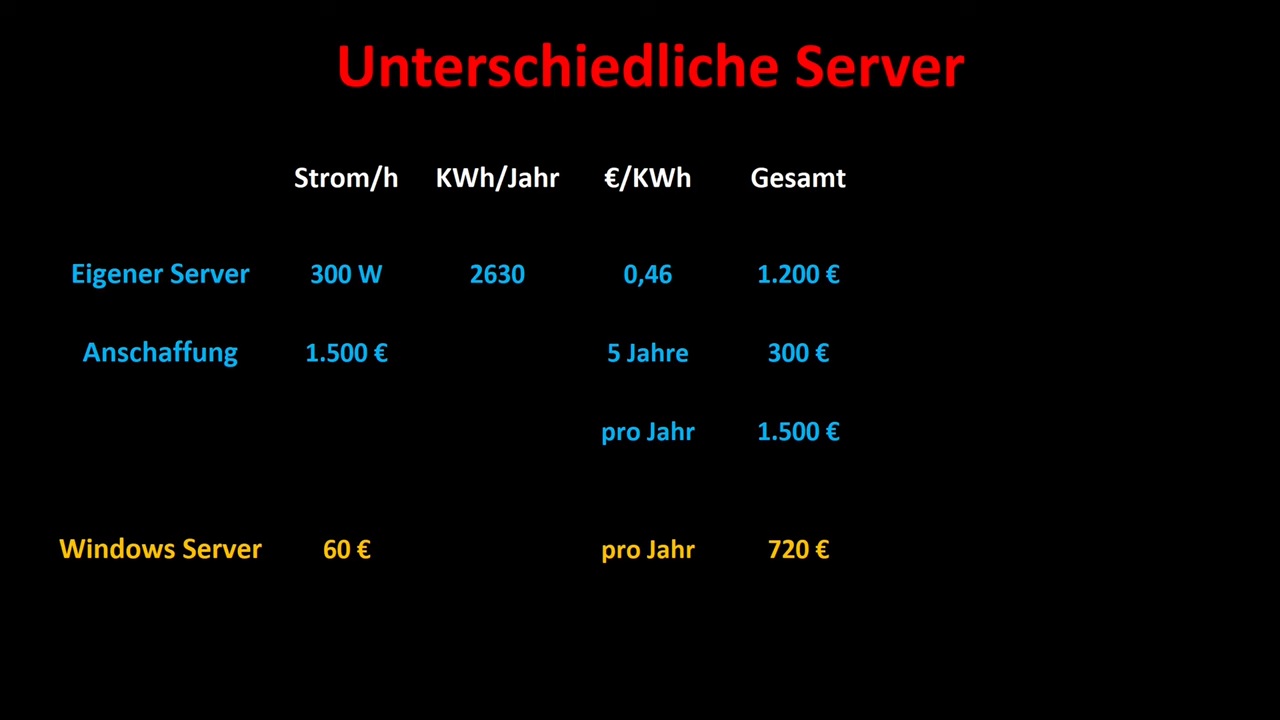 Unterschiedliche Server
Strom/h KWh/Jahr €/KWh Gesamt
Eigener Server 300 W 2630 0,46 1.200 €
Anschaffung 1.500 € 5 Jahre 300 €
pro Jahr 1.500 €
Windows Server 60 € pro Jahr 720 €